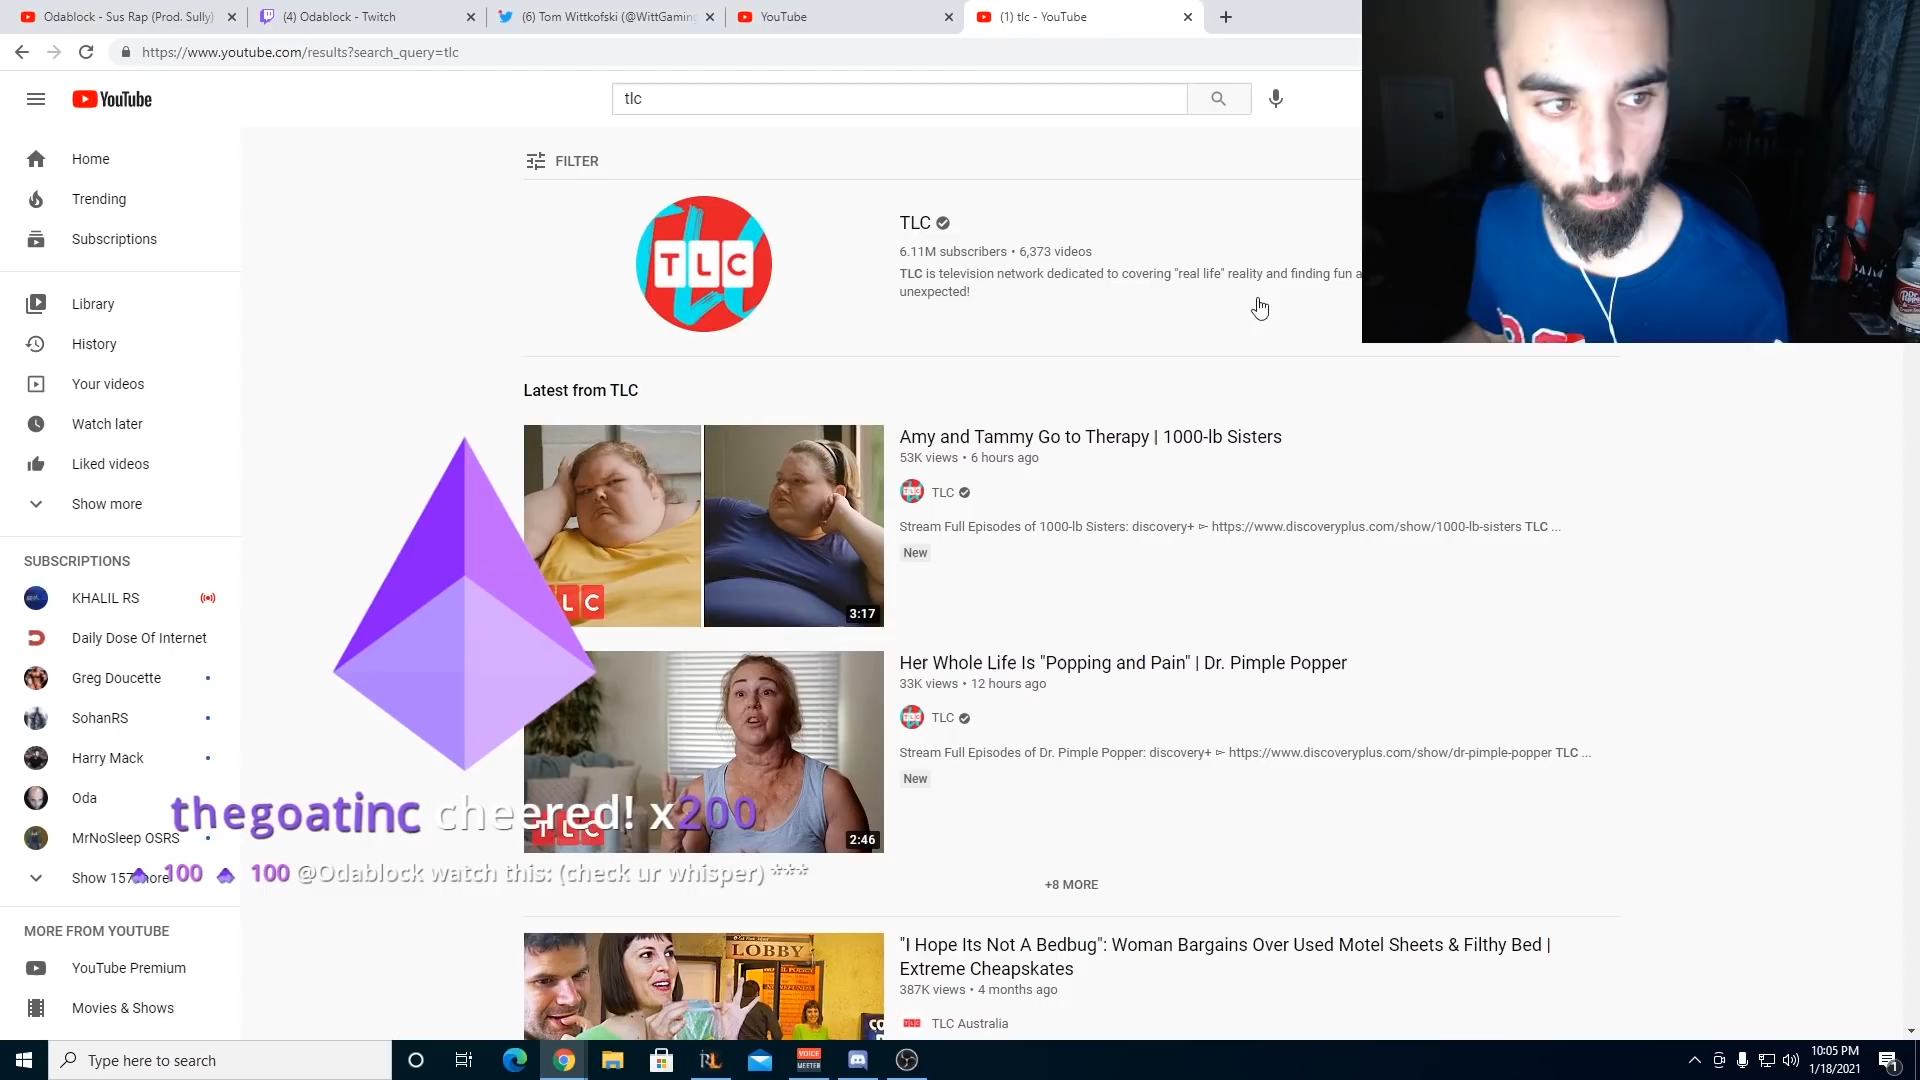 Odablock - Sus Rap (Prod. Sully)
(4) Odablock - Twitch
(6) Tom Wittkofski (@WittGamin
YouTube
(1) tlc - YouTube
https://www.youtube.com/results?search_query=tlc
YouTube
tlc
Home
Trending
Subscriptions
Library
History
Your videos
Watch later
Liked videos
Show more
SUBSCRIPTIONS
KHALIL RS
Daily Dose Of Internet
Greg Doucette
SohanRS
Harry Mack
Oda
MrNoSleep OSRS
Show 157 more
MORE FROM YOUTUBE
YouTube Premium
Movies & Shows
FILTER
TLC
TLC
6.11M subscribers • 6,373 videos
TLC is television network dedicated to covering "real life" reality and finding fun a
unexpected!
Latest from TLC
LC
3:17
Amy and Tammy Go to Therapy | 1000-lb Sisters
53K views • 6 hours ago
TLC
Stream Full Episodes of 1000-lb Sisters: discovery+ ► https://www.discoveryplus.com/show/1000-lb-sisters TLC ...
New
TLC
2:46
Her Whole Life Is "Popping and Pain" | Dr. Pimple Popper
33K views • 12 hours ago
TLC
Stream Full Episodes of Dr. Pimple Popper: discovery+ ► https://www.discoveryplus.com/show/dr-pimple-popper TLC ...
New
thegoatinc cheered! x200
100 100 @Odablock watch this: (check ur whisper) ***
+8 MORE
LOBBY
"I Hope Its Not A Bedbug": Woman Bargains Over Used Motel Sheets & Filthy Bed |
Extreme Cheapskates
387K views • 4 months ago
TLC Australia
Type here to search
VOICE
MEETER
10:05 PM
1/18/2021
1